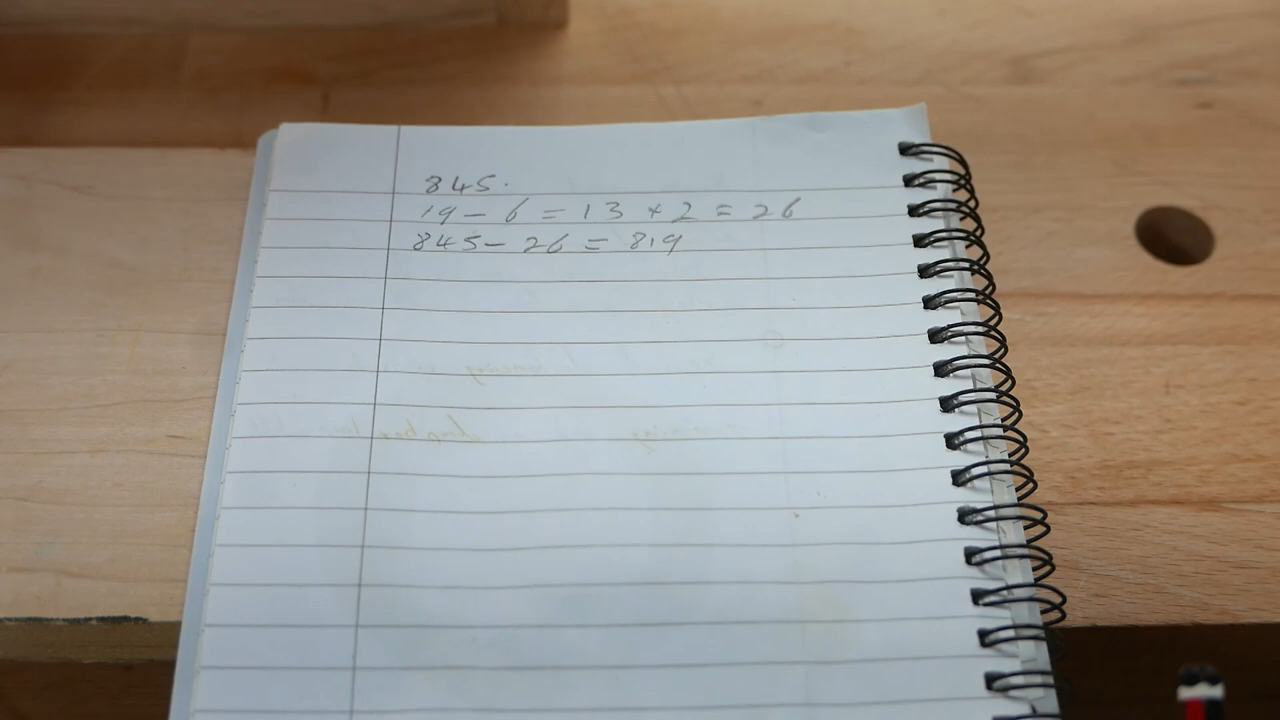 845.
19 - 6 = 13 × 2 = 26
845 - 26 = 819